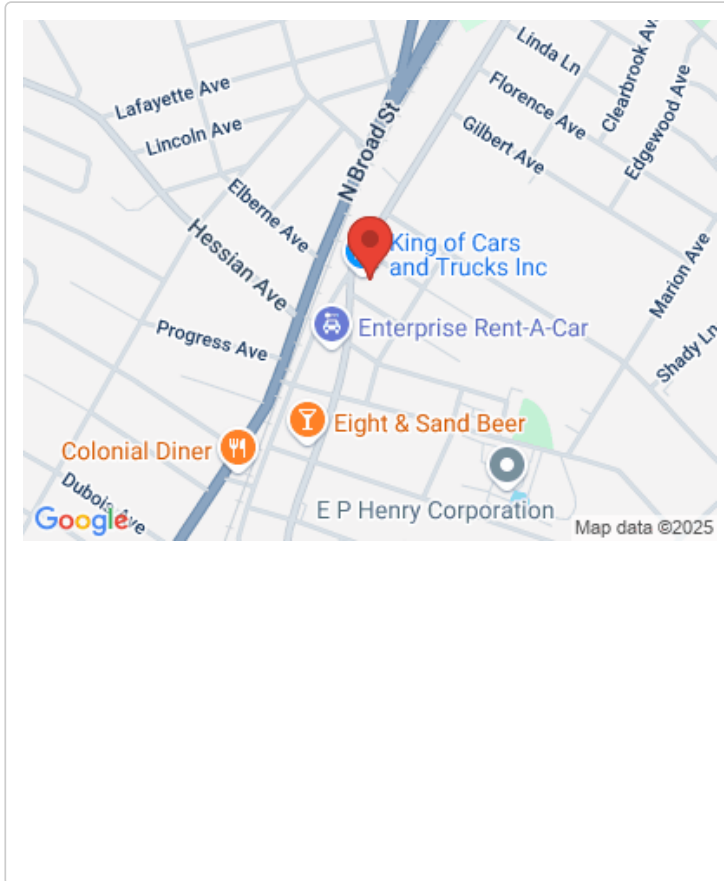 Linda Ln
Clearbrook Av
Lafayette Ave
Florence Ave
Edgewood Ave
Lincoln Ave
Gilbert Ave
N Broad St
Elberne Ave
Hessian Ave
King of Cars
and Trucks Inc
Marion Ave
Progress Ave
Enterprise Rent-A-Car
Shady Ln
Eight & Sand Beer
Colonial Diner
Dubois Ave
E P Henry Corporation
Google
Map data ©2025